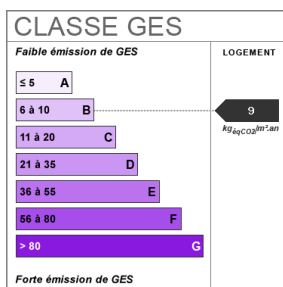 CLASSE GES
Faible émission de GES
LOGEMENT
≤ 5 A
6 à 10 B
9
kgéqCO2/m².an
11 à 20 C
21 à 35 D
36 à 55 E
56 à 80 F
> 80 G
Forte émission de GES